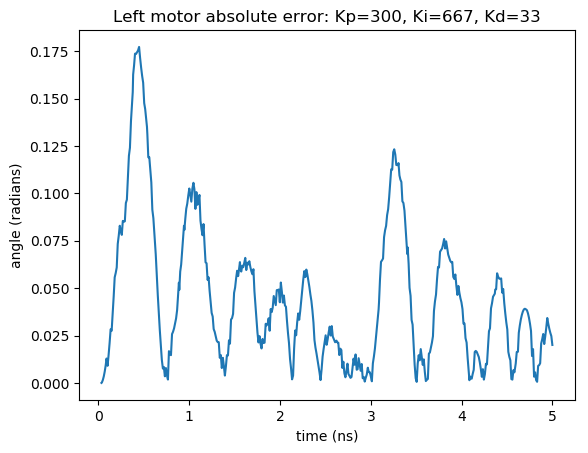 Left motor absolute error: Kp=300, Ki=667, Kd=33
angle (radians)
0.175
0.150
0.125
0.100
0.075
0.050
0.025
0.000
0 1 2 3 4 5
time (ns)